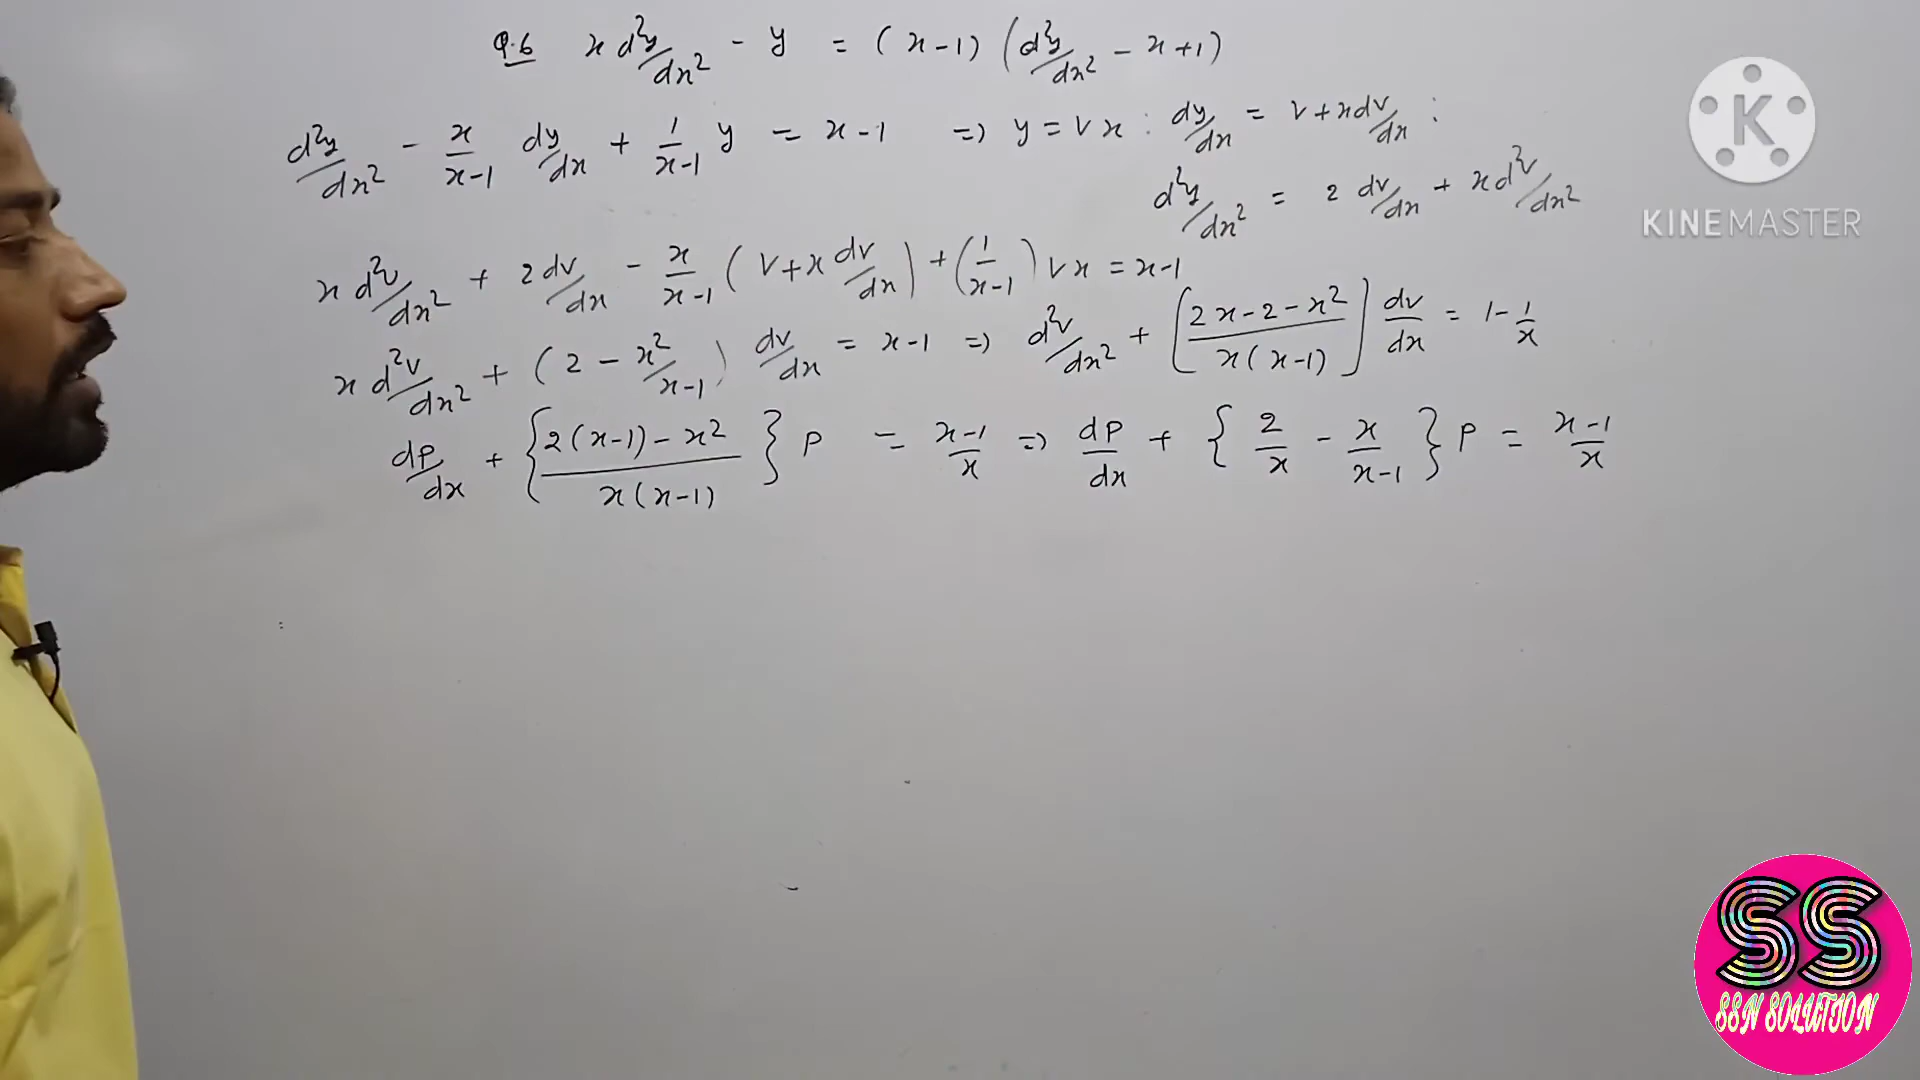 Q.6 x d²y/dx² - y = (x-1) (d²y/dx² - x+1)
d²y/dx² - x/(x-1) dy/dx + 1/(x-1) y = x-1 => y = vx : dy/dx = v + x dv/dx :
d²y/dx² = 2 dv/dx + x d²v/dx²
x d²v/dx² + 2 dv/dx - x/(x-1) (v + x dv/dx) + (1/(x-1)) vx = x-1
x d²v/dx² + (2 - x²/(x-1)) dv/dx = x-1 => d²v/dx² + [(2x-2-x²)/(x(x-1))] dv/dx = 1 - 1/x
dp/dx + {(2(x-1) - x²)/(x(x-1))} P = (x-1)/x => dP/dx + {2/x - x/(x-1)} P = (x-1)/x
K
KINEMASTER
SS
SSN SOLUTION